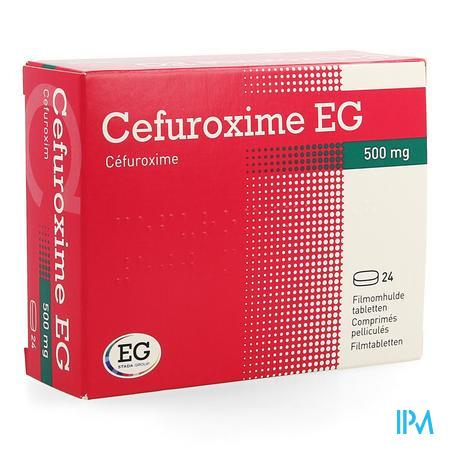 Cefuroxime EG
Céfuroxime
500 mg
24
Filmomhulde
tabletten
Comprimés
pelliculés
Filmtabletten
EG
STADA GROUP
Cefuroxime EG
Cefuroxim
500 mg
24
IPM